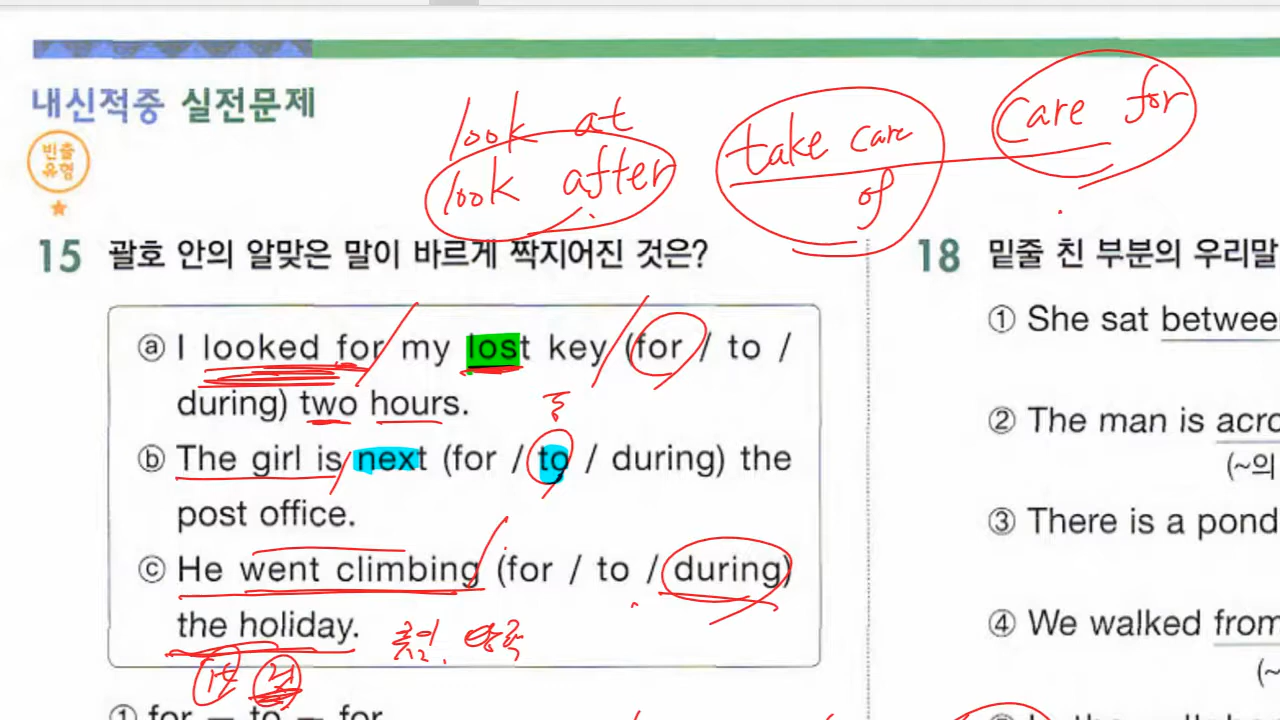 내신적중 실전문제
빈출
유형
look at
look after
take care
of
care for
15 괄호 안의 알맞은 말이 바르게 짝지어진 것은?
ⓐ I looked for my lost key (for / to /
during) two hours.
ⓑ The girl is next (for / to / during) the
post office.
ⓒ He went climbing (for / to / during)
the holiday.
① for – to – for
18 밑줄 친 부분의 우리말
① She sat betwee
② The man is acro
(~의
③ There is a pond
④ We walked from
(~